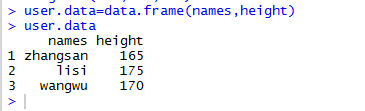 > user.data=data.frame(names,height)
> user.data
names height
1 zhangsan 165
2 lisi 175
3 wangwu 170
>